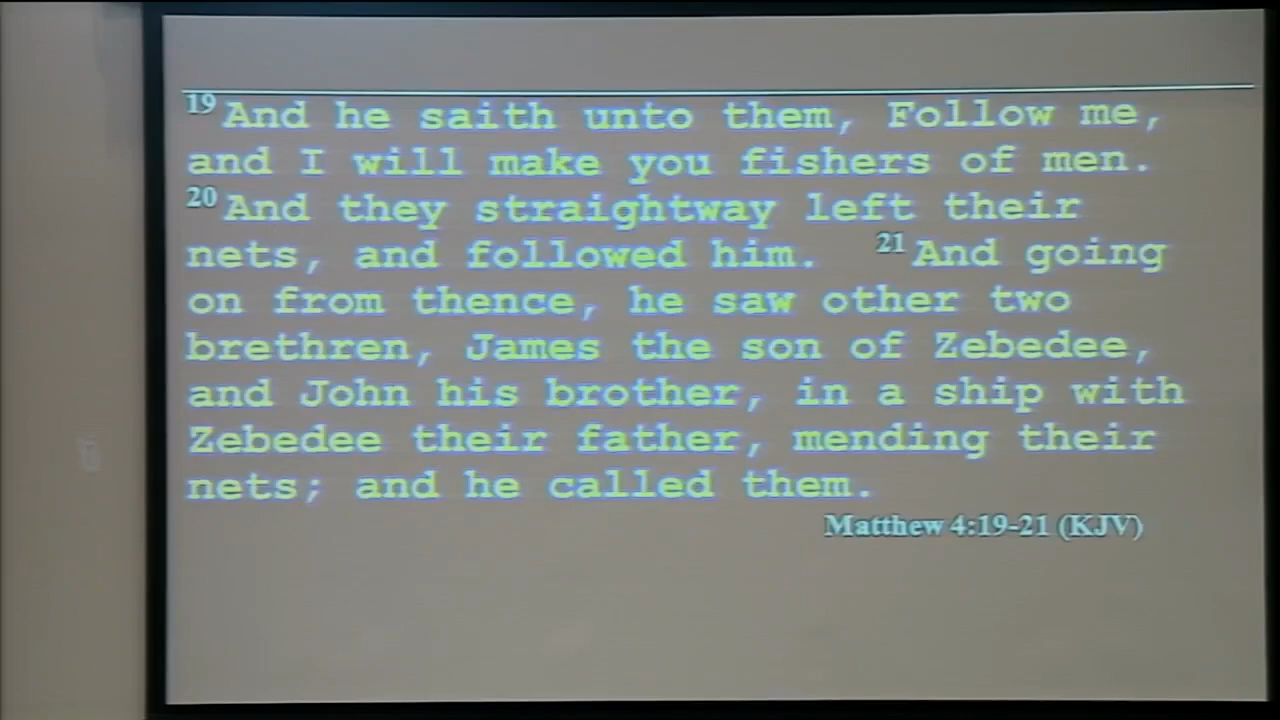 19 And he saith unto them, Follow me,
and I will make you fishers of men.
20 And they straightway left their
nets, and followed him. 21 And going
on from thence, he saw other two
brethren, James the son of Zebedee,
and John his brother, in a ship with
Zebedee their father, mending their
nets; and he called them.
Matthew 4:19-21 (KJV)